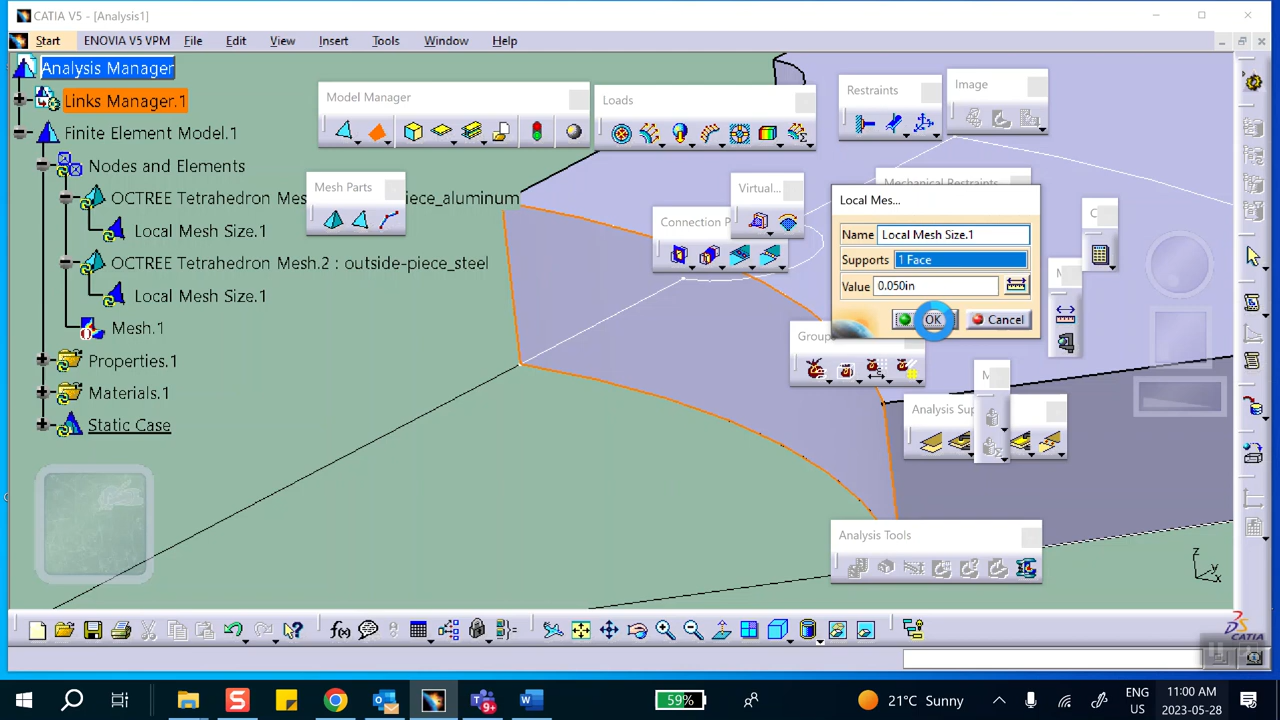 CATIA V5 - [Analysis1]
Start
ENOVIA V5 VPM
File
Edit
View
Insert
Tools
Window
Help
Analysis Manager
Links Manager.1
Finite Element Model.1
Nodes and Elements
OCTREE Tetrahedron Mes
piece_aluminum
Local Mesh Size.1
OCTREE Tetrahedron Mesh.2 : outside-piece_steel
Local Mesh Size.1
Mesh.1
Properties.1
Materials.1
Static Case
Model Manager
Loads
Restraints
Image
Mesh Parts
Virtual...
Connection P
Mechanical Restraints
C
M
Local Mes...
Name
Local Mesh Size.1
Supports
1 Face
Value
0.050in
OK
Cancel
Groups
M
Analysis Sup
Analysis Tools
z
y
x
f(x)
CATIA
59%
21°C Sunny
ENG
US
11:00 AM
2023-05-28
9+